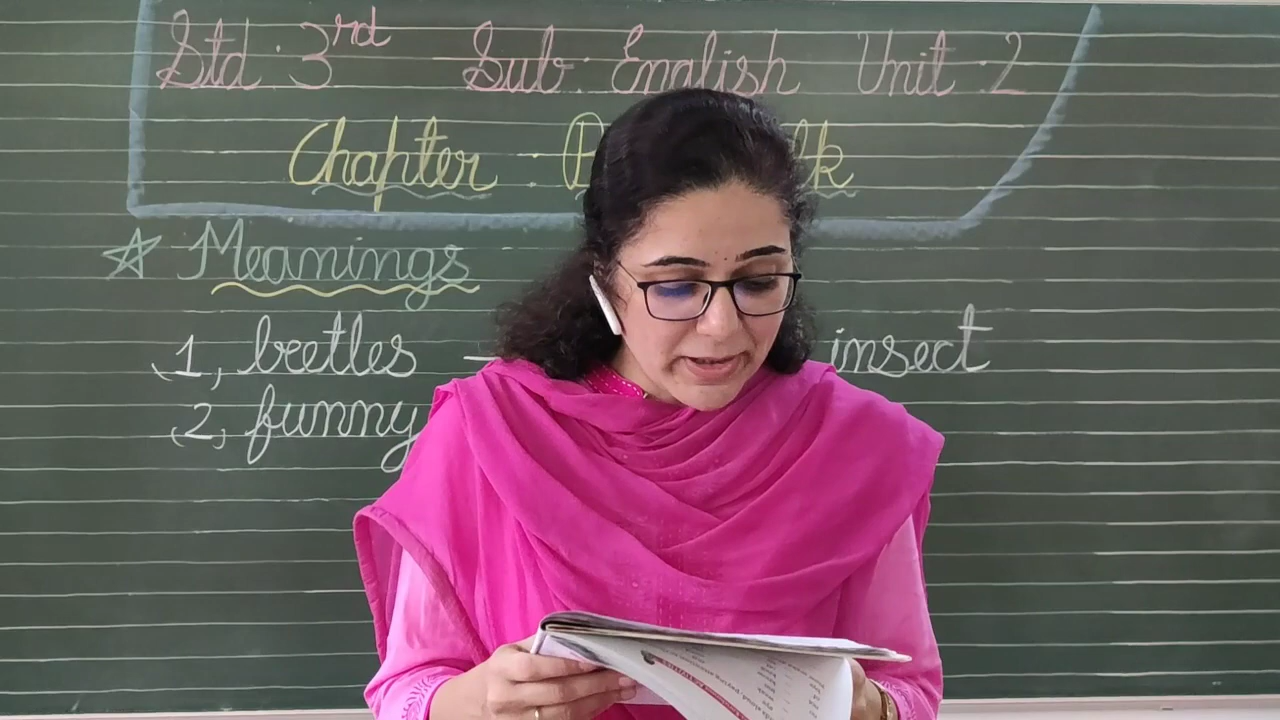 Std : 3rd Sub : English Unit : 2
Chapter :
* Meanings
1, beetles — insect
2, funny